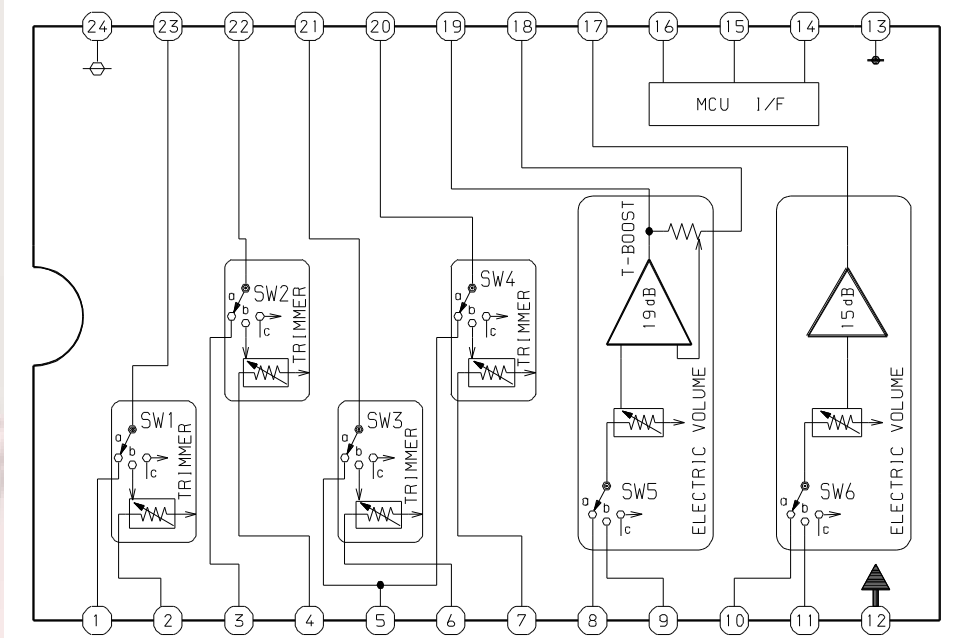 24 23 22 21 20 19 18 17 16 15 14 13
MCU I/F
T-BOOST
19dB
15dB
a SW2
b
c
TRIMMER
a SW4
b
c
TRIMMER
a SW1
b
c
TRIMMER
a SW3
b
c
TRIMMER
ELECTRIC VOLUME
ELECTRIC VOLUME
a SW5
b
c
a SW6
b
c
1 2 3 4 5 6 7 8 9 10 11 12